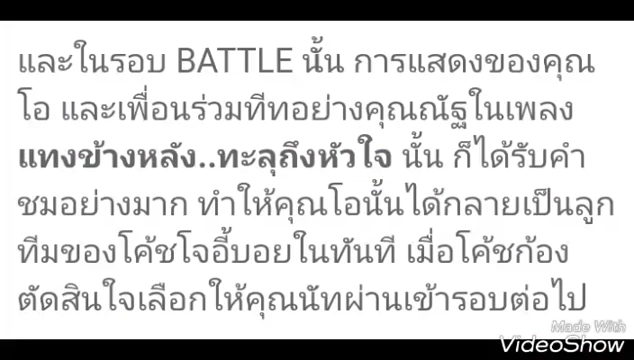 และในรอบ BATTLE นั้น การแสดงของคุณ
โอ และเพื่อนร่วมทีทอย่างคุณณัฐในเพลง
แทงข้างหลัง..ทะลุถึงหัวใจ นั้น ก็ได้รับคำ
ชมอย่างมาก ทำให้คุณโอนั้นได้กลายเป็นลูก
ทีมของโค้ชโจอี้บอยในทันที เมื่อโค้ชก้อง
ตัดสินใจเลือกให้คุณนัทผ่านเข้ารอบต่อไป
Made With
VideoShow